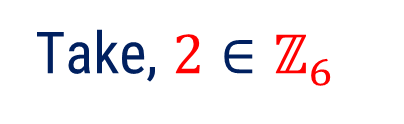 Take, 2 ∈ ℤ₆